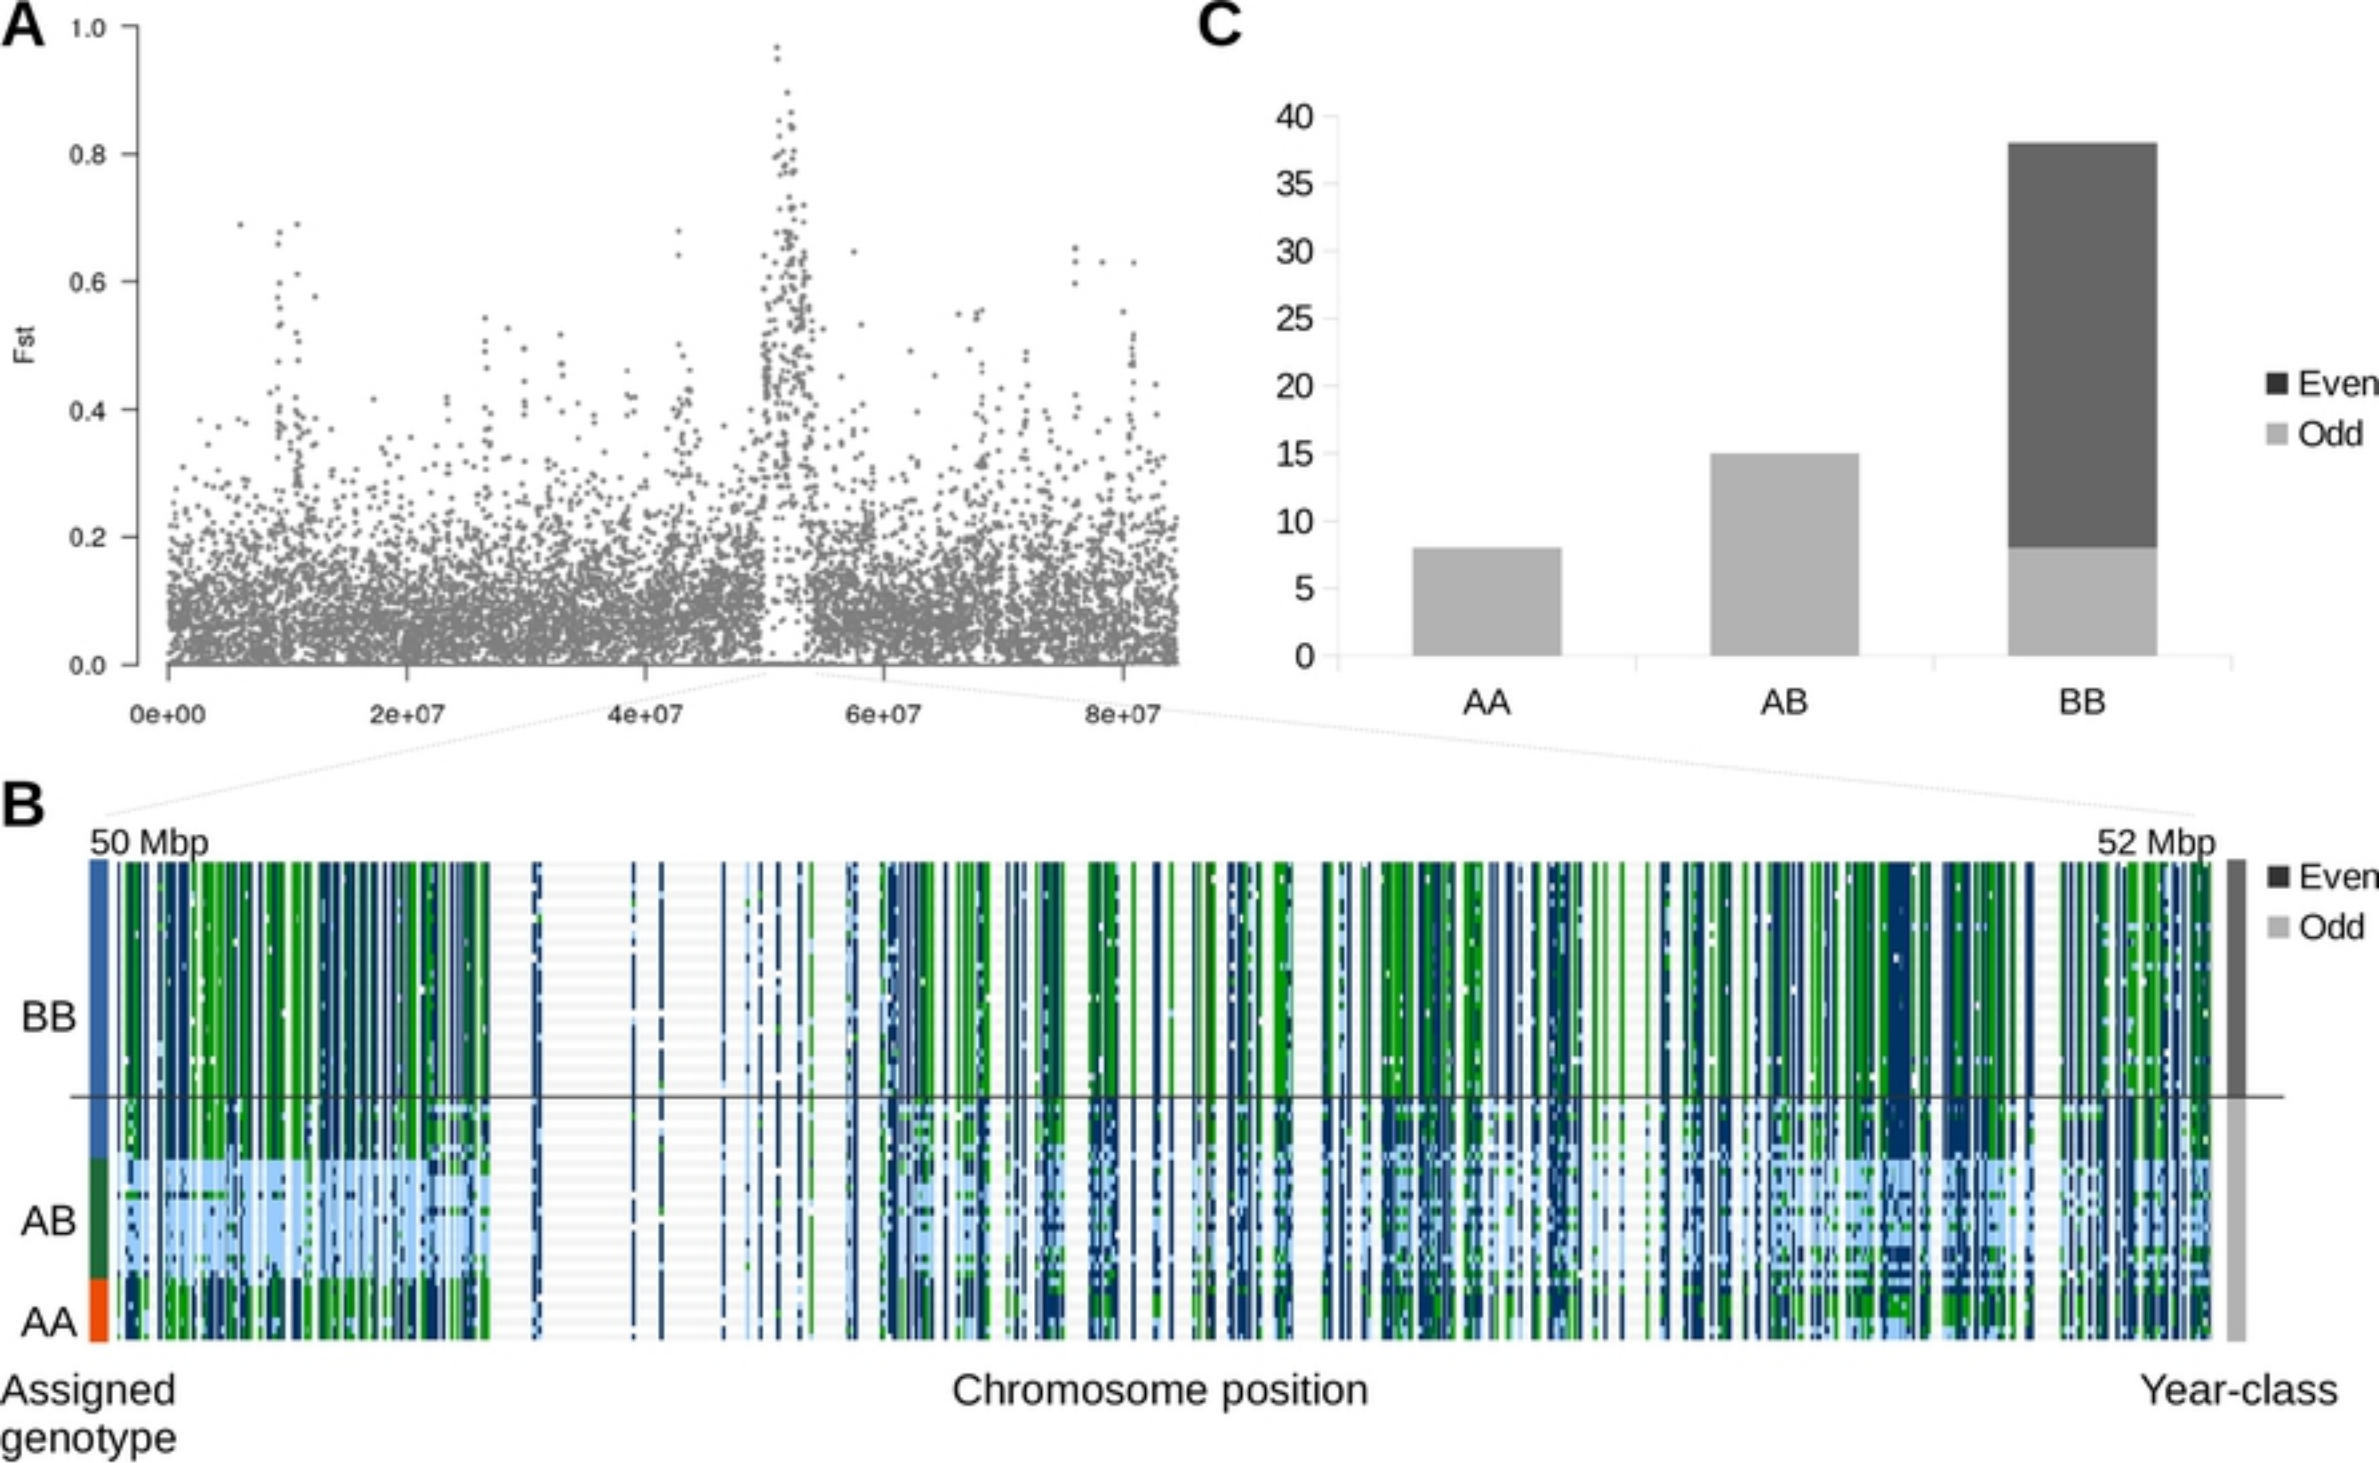 A
1.0
0.8
0.6
0.4
0.2
0.0
Fst
0e+00 2e+07 4e+07 6e+07 8e+07
C
40
35
30
25
20
15
10
5
0
AA AB BB
Even
Odd
B
50 Mbp
52 Mbp
Even
Odd
BB
AB
AA
Assigned
genotype
Chromosome position
Year-class